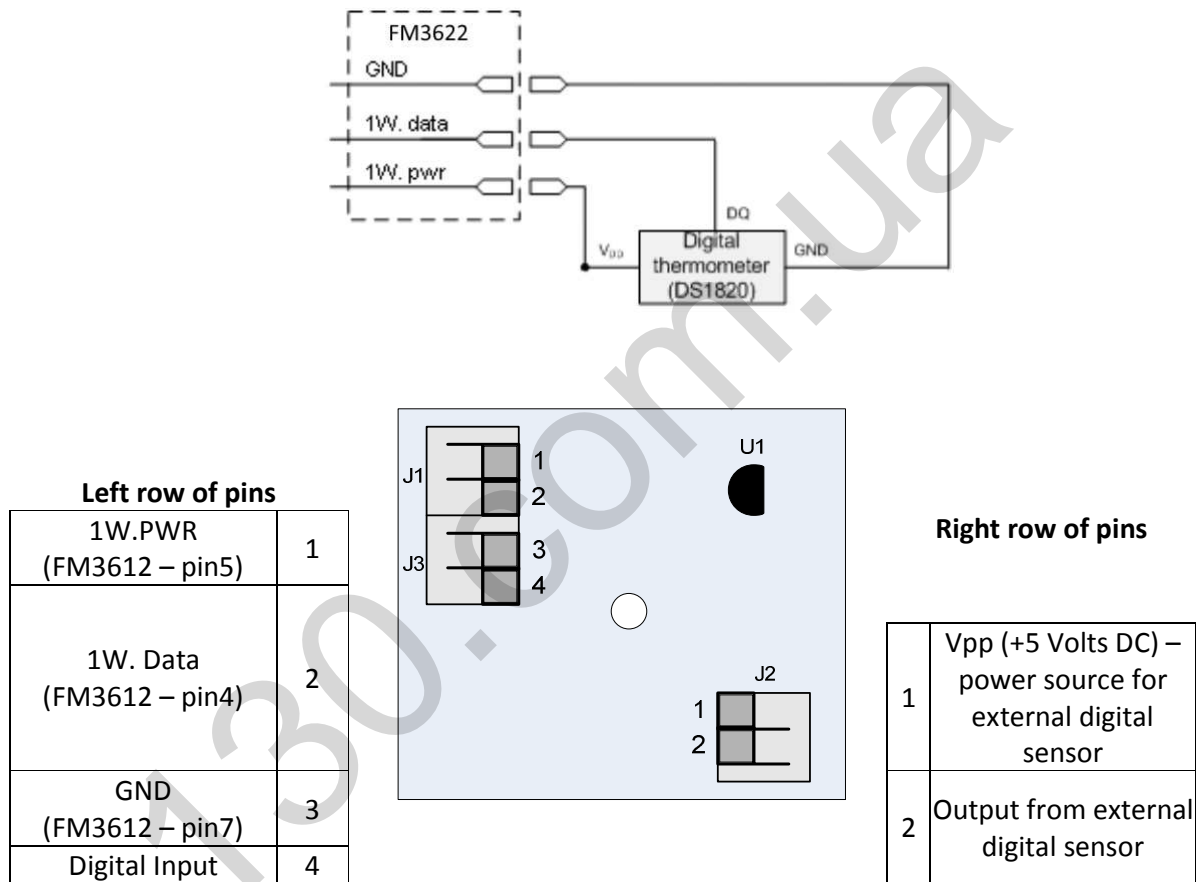 FM3622
GND
1W. data
1W. pwr
DQ
VDD
Digital
thermometer
(DS1820)
GND
Left row of pins
1W.PWR
(FM3612 – pin5)
1
1W. Data
(FM3612 – pin4)
2
GND
(FM3612 – pin7)
3
Digital Input
4
J1
1
2
J3
3
4
U1
J2
1
2
Right row of pins
1
Vpp (+5 Volts DC) –
power source for
external digital
sensor
2
Output from external
digital sensor
130.com.ua